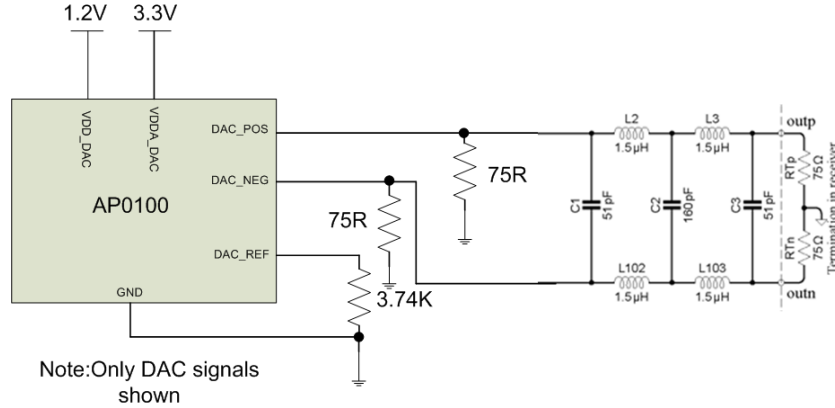 1.2V
3.3V
VDD_DAC
VDDA_DAC
DAC_POS
DAC_NEG
DAC_REF
AP0100
GND
75R
75R
3.74K
L2
1.5µH
L3
1.5µH
C1
51pF
C2
160pF
C3
51pF
L102
1.5µH
L103
1.5µH
outp
RTp
75Ω
RTn
75Ω
outn
Termination in receiver
Note:Only DAC signals
shown